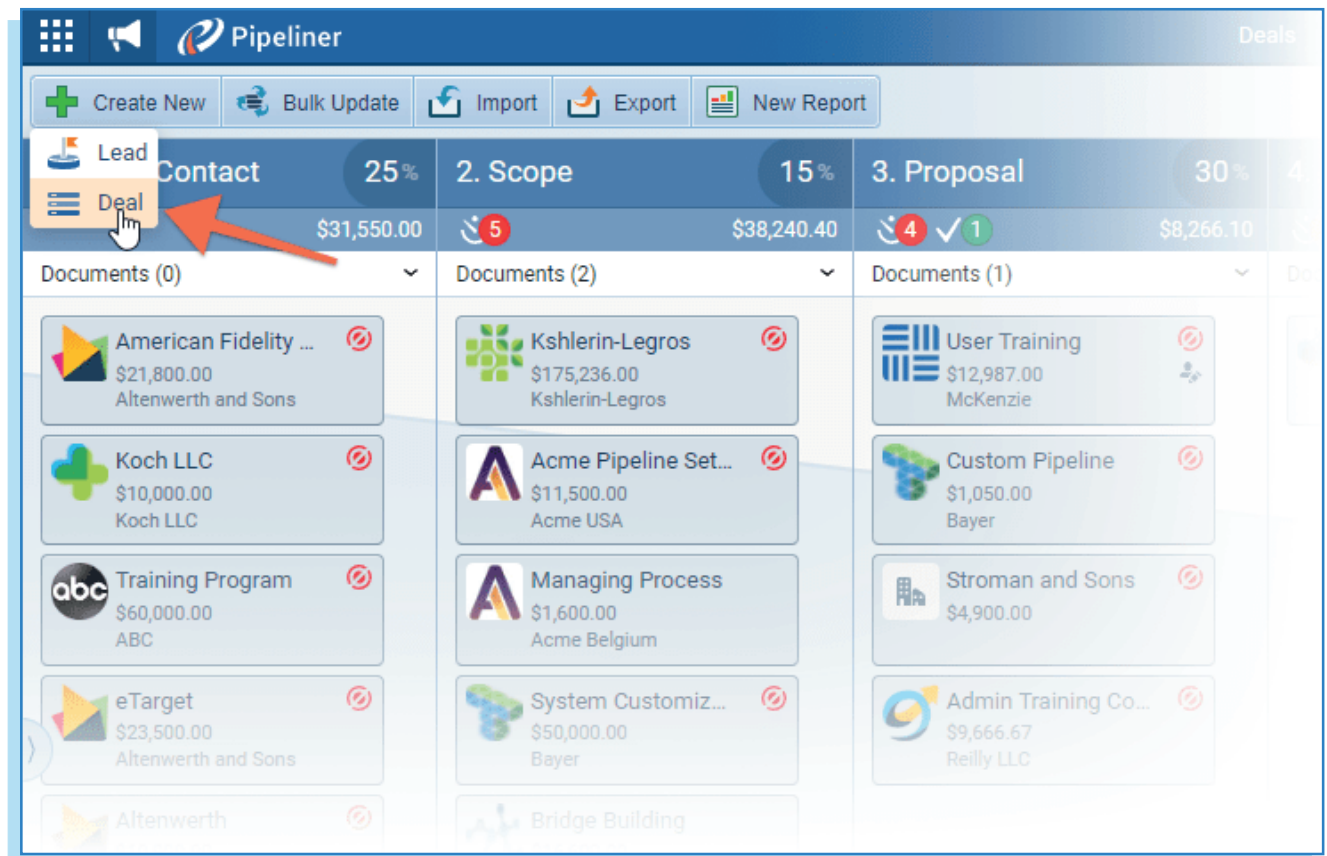 Pipeliner
Deals
Create New
Bulk Update
Import
Export
New Report
Lead
Deal
Contact
25%
$31,550.00
Documents (0)
American Fidelity ...
$21,800.00
Altenwerth and Sons
Koch LLC
$10,000.00
Koch LLC
abc
Training Program
$60,000.00
ABC
eTarget
$23,500.00
Altenwerth and Sons
Altenwerth
2. Scope
15%
5
$38,240.40
Documents (2)
Kshlerin-Legros
$175,236.00
Kshlerin-Legros
Acme Pipeline Set...
$11,500.00
Acme USA
Managing Process
$1,600.00
Acme Belgium
System Customiz...
$50,000.00
Bayer
Bridge Building
3. Proposal
30%
4
1
$8,266.10
Documents (1)
User Training
$12,987.00
McKenzie
Custom Pipeline
$1,050.00
Bayer
Stroman and Sons
$4,900.00
Admin Training Co...
$9,666.67
Reilly LLC
4.
Do